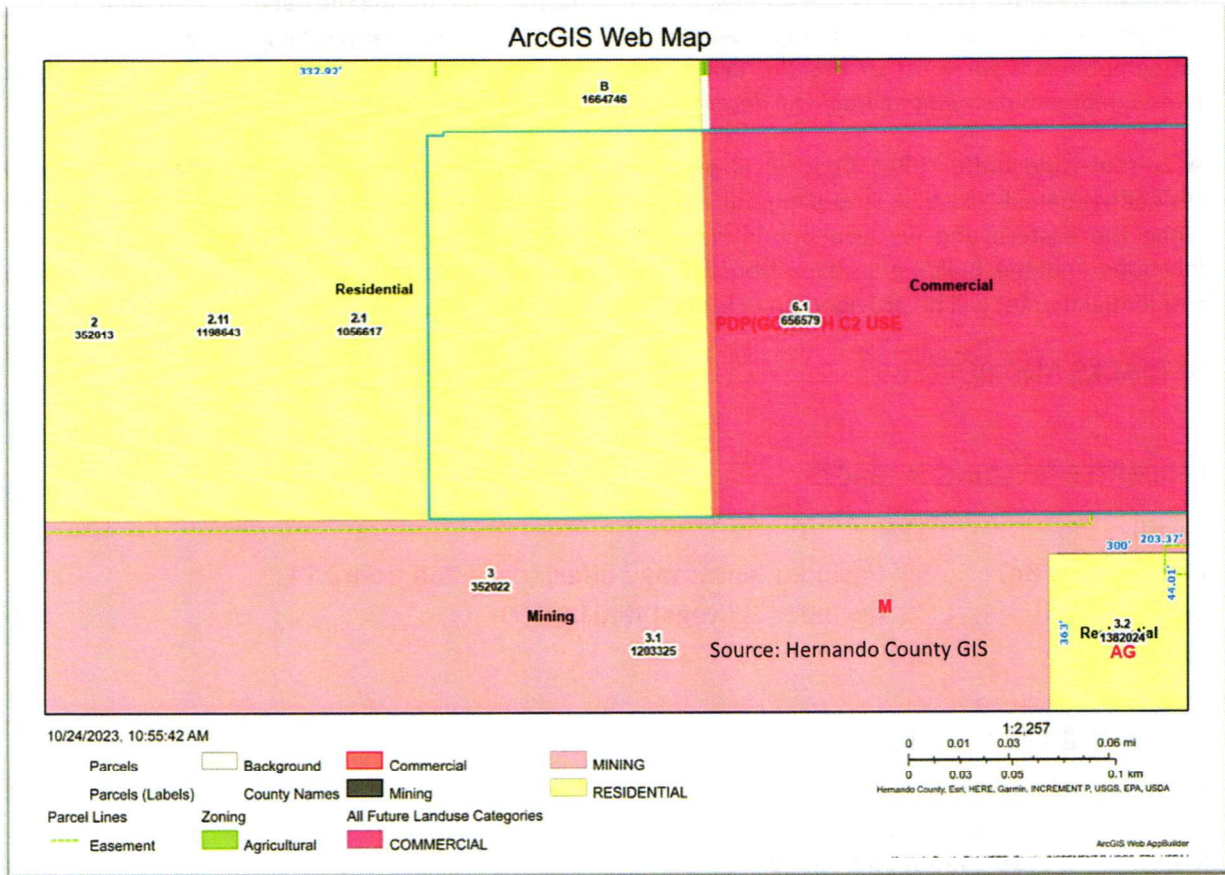 ArcGIS Web Map
332.92'
B
1664746
Residential
Commercial
2
352013
2.11
1198643
2.1
1056617
6.1
656579
PDP(G C2 USE
300'
203.37'
44.01'
3
352022
Mining
M
3.1
1203325
Source: Hernando County GIS
363'
3.2
1382024
AG
10/24/2023, 10:55:42 AM
1:2,257
0 0.01 0.03 0.06 mi
0 0.03 0.05 0.1 km
Hernando County, Esri, HERE, Garmin, INCREMENT P, USGS, EPA, USDA
Parcels Background Commercial MINING
Parcels (Labels) County Names Mining RESIDENTIAL
Parcel Lines Zoning All Future Landuse Categories
Easement Agricultural COMMERCIAL
ArcGIS Web AppBuilder